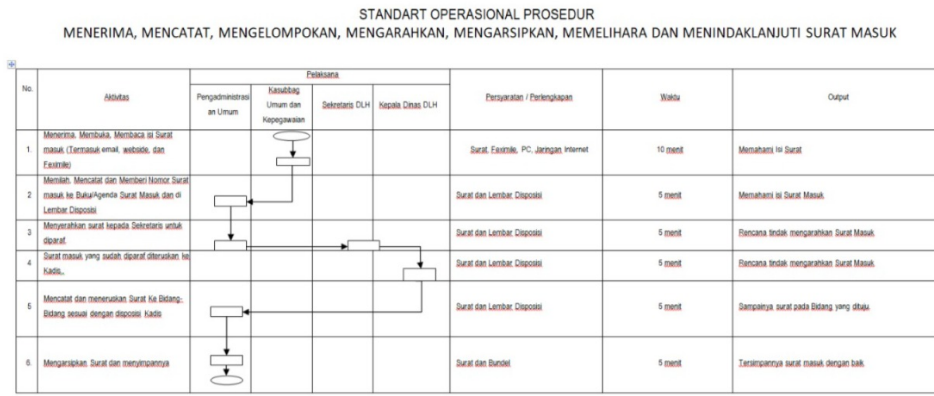 STANDART OPERASIONAL PROSEDUR
MENERIMA, MENCATAT, MENGELOMPOKAN, MENGARAHKAN, MENGARSIPKAN, MEMELIHARA DAN MENINDAKLANJUTI SURAT MASUK
No.
Aktivitas
Pelaksana
Pengadministrasi
an Umum
Kasubbag
Umum dan
Kepegawaian
Sekretaris DLH
Kepala Dinas DLH
Persyaratan / Perlengkapan
Waktu
Output
1.
Menerima, Membuka, Membaca isi Surat
masuk (Termasuk email, webside, dan
Feximile)
Surat, Feximile, PC, Jaringan Internet
10 menit
Memahami Isi Surat
2
Memilah, Mencatat dan Memberi Nomor Surat
masuk ke Buku/Agenda Surat Masuk dan di
Lembar Disposisi
Surat dan Lembar Disposisi
5 menit
Memahami isi Surat Masuk
3
Menyerahkan surat kepada Sekretaris untuk
diparaf.
Surat dan Lembar Disposisi
5 menit
Rencana tindak mengarahkan Surat Masuk
4
Surat masuk yang sudah diparaf diteruskan ke
Kadis.
Surat dan Lembar Disposisi
5 menit
Rencana tindak mengarahkan Surat Masuk
5
Mencatat dan meneruskan Surat Ke Bidang-
Bidang sesuai dengan disposisi Kadis
Surat dan Lembar Disposisi
5 menit
Sampainya surat pada Bidang yang dituju
6.
Mengarsipkan Surat dan menyimpannya
Surat dan Bundel
5 menit
Tersimpannya surat masuk dengan baik